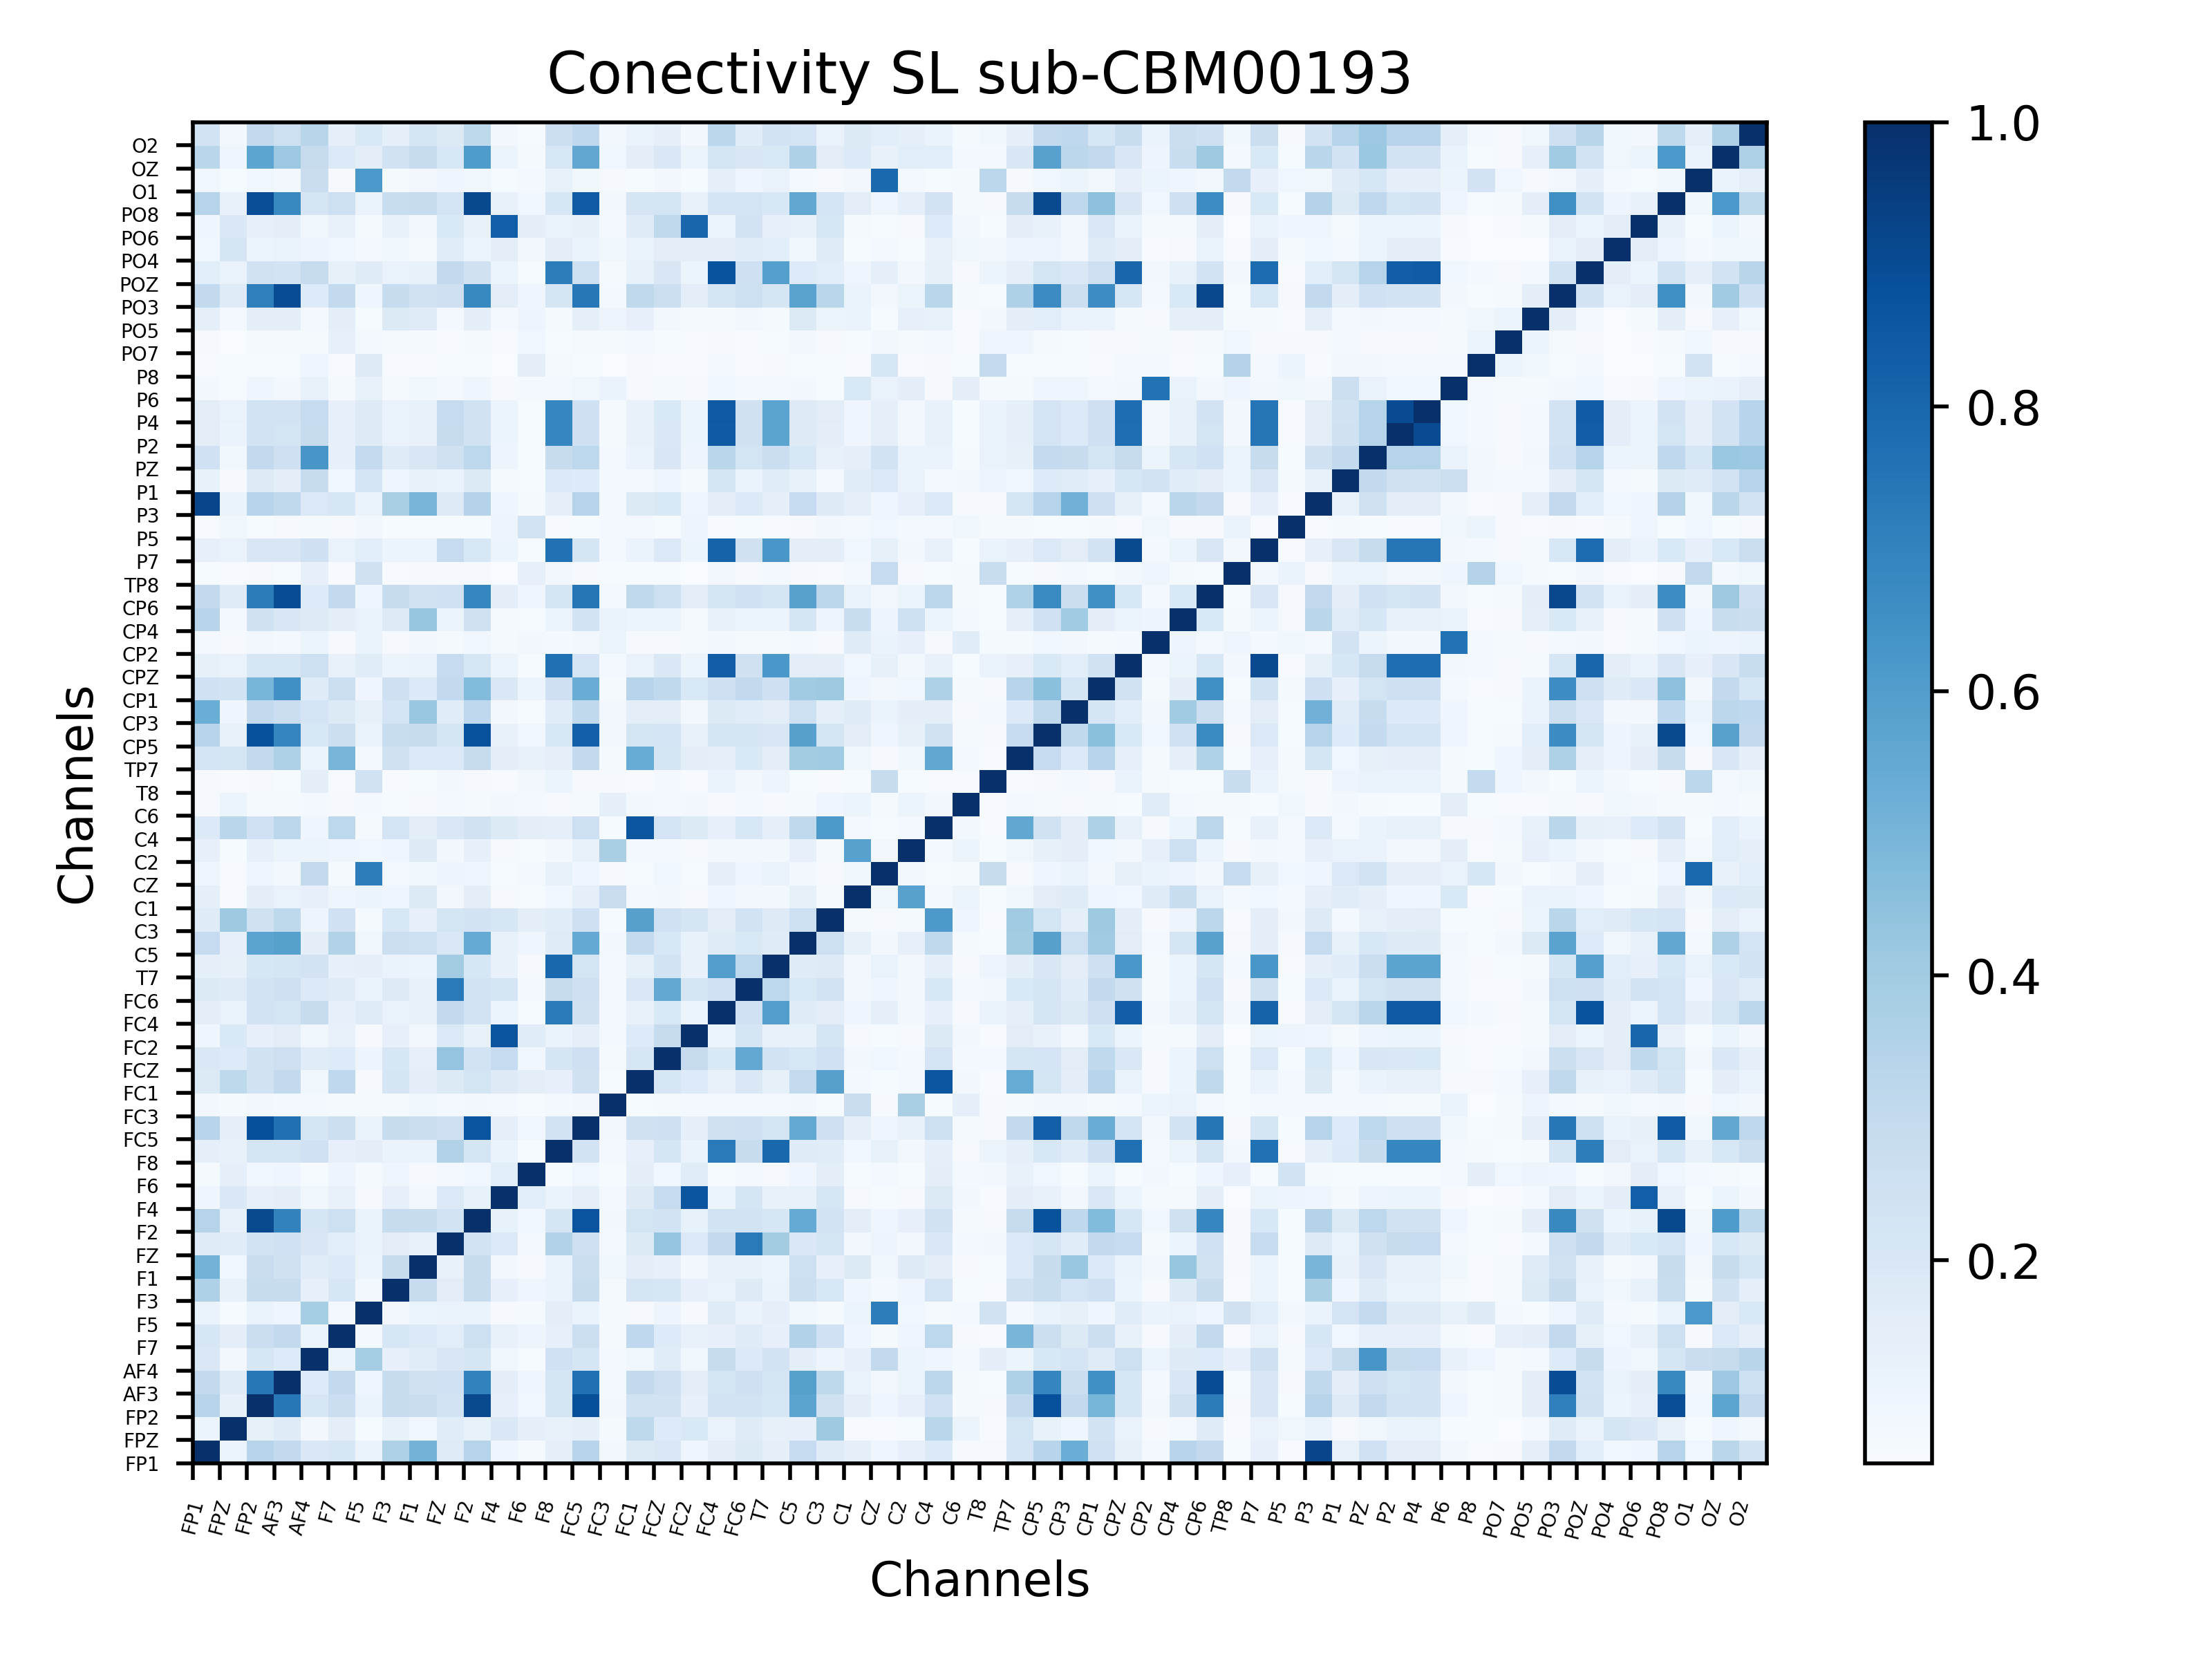 Conectivity SL sub-CBM00193
1.0
0.8
0.6
0.4
0.2
Channels
O2
OZ
O1
PO8
PO6
PO4
POZ
PO3
PO5
PO7
P8
P6
P4
P2
PZ
P1
P3
P5
P7
TP8
CP6
CP4
CP2
CPZ
CP1
CP3
CP5
TP7
T8
C6
C4
C2
CZ
C1
C3
C5
T7
FC6
FC4
FC2
FCZ
FC1
FC3
FC5
F8
F6
F4
F2
FZ
F1
F3
F5
F7
AF4
AF3
FP2
FPZ
FP1
FP1 FPZ FP2 AF3 AF4 F7 F5 F3 F1 FZ F2 F4 F6 F8 FC5 FC3 FC1 FCZ FC2 FC4 FC6 T7 C5 C3 C1 CZ C2 C4 C6 T8 TP7 CP5 CP3 CP1 CPZ CP2 CP4 CP6 TP8 P7 P5 P3 P1 PZ P2 P4 P6 P8 PO7 PO5 PO3 POZ PO4 PO6 PO8 O1 OZ O2
Channels